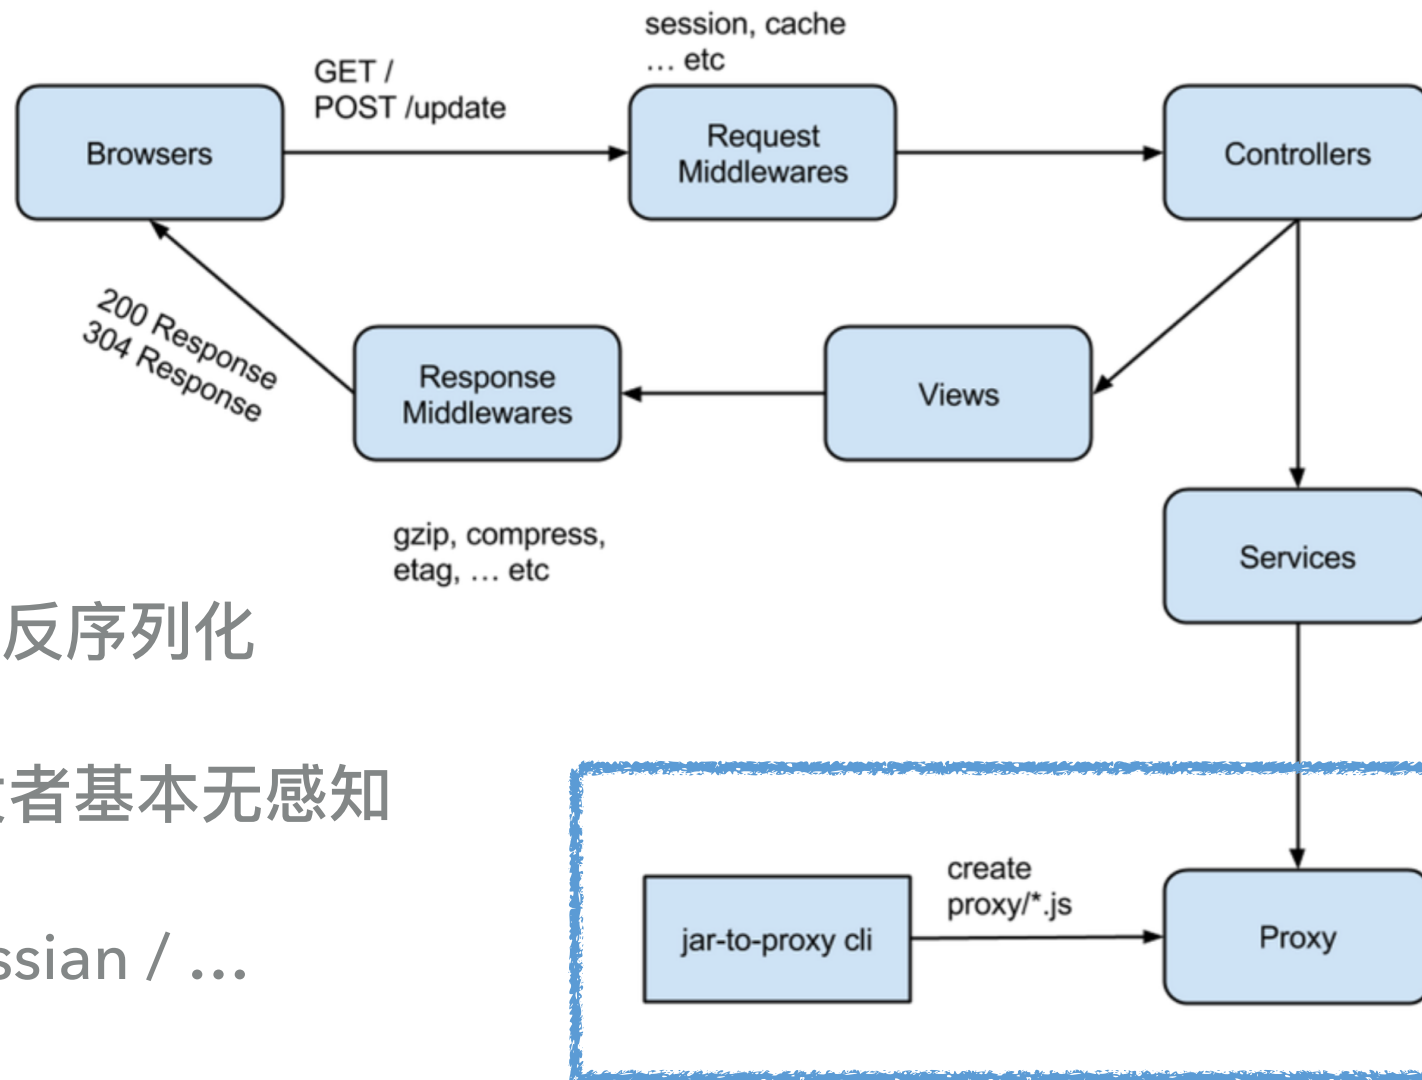 session, cache
... etc
GET /
POST /update
Browsers
Request
Middlewares
Controllers
200 Response
304 Response
Response
Middlewares
Views
gzip, compress,
etag, ... etc
Services
反序列化
者基本无感知
create
proxy/*.js
jar-to-proxy cli
Proxy
ssian / ...